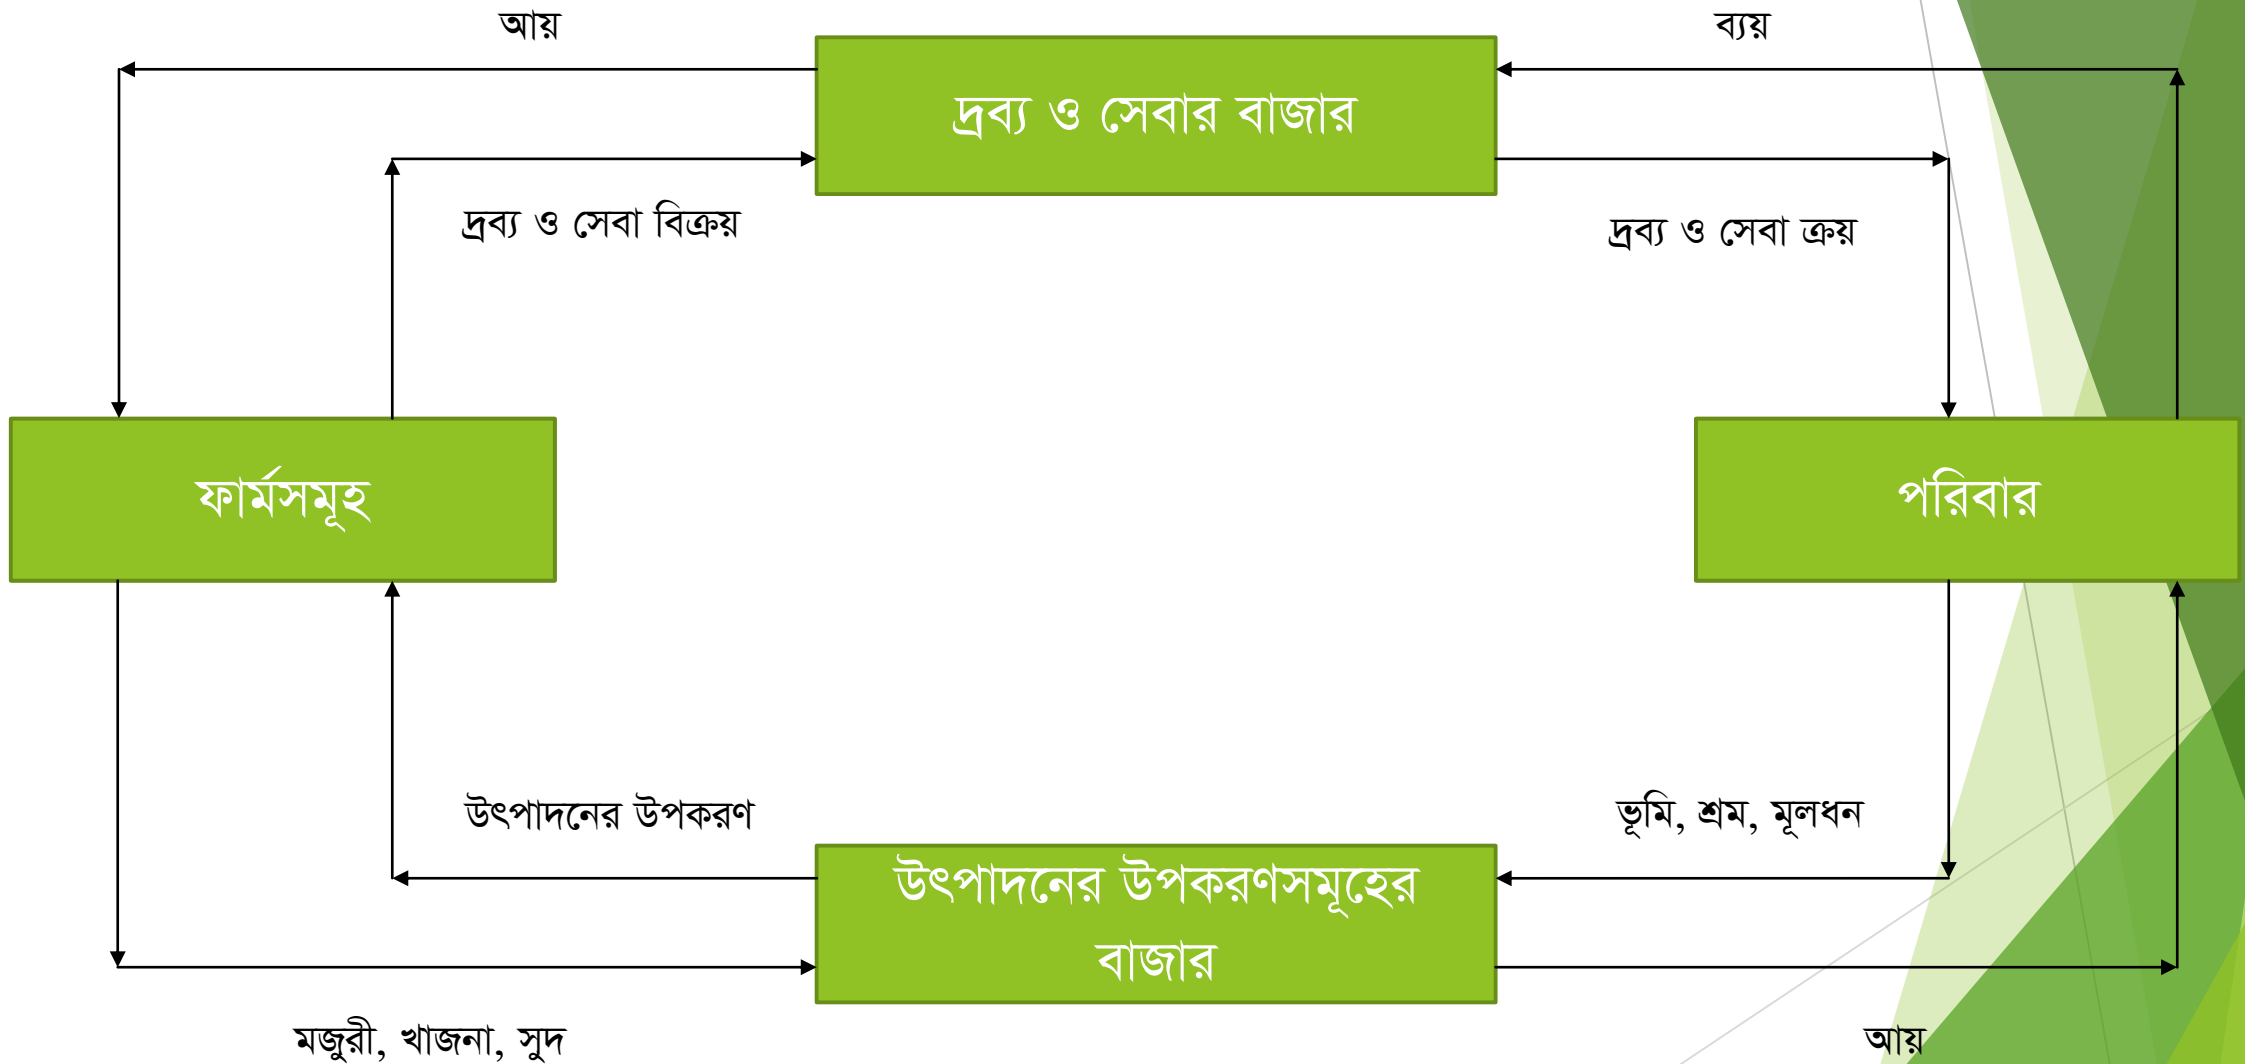 আয়
ব্যয়
দ্রব্য ও সেবার বাজার
দ্রব্য ও সেবা বিক্রয়
দ্রব্য ও সেবা ক্রয়
ফার্মসমূহ
পরিবার
উৎপাদনের উপকরণ
ভূমি, শ্রম, মূলধন
উৎপাদনের উপকরণসমূহের
বাজার
মজুরী, খাজনা, সুদ
আয়